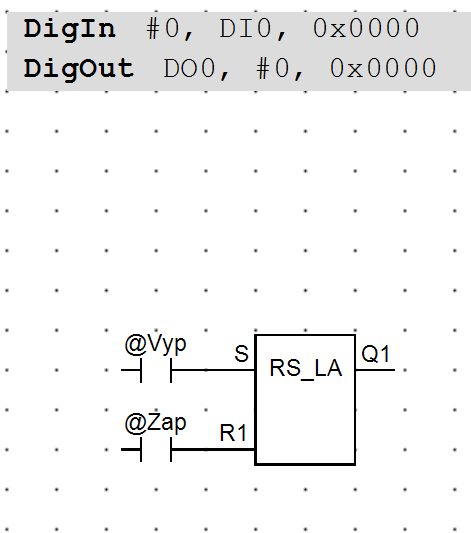 DigIn #0, DI0, 0x0000
DigOut DO0, #0, 0x0000
@Vyp
S RS_LA Q1
@Zap
R1